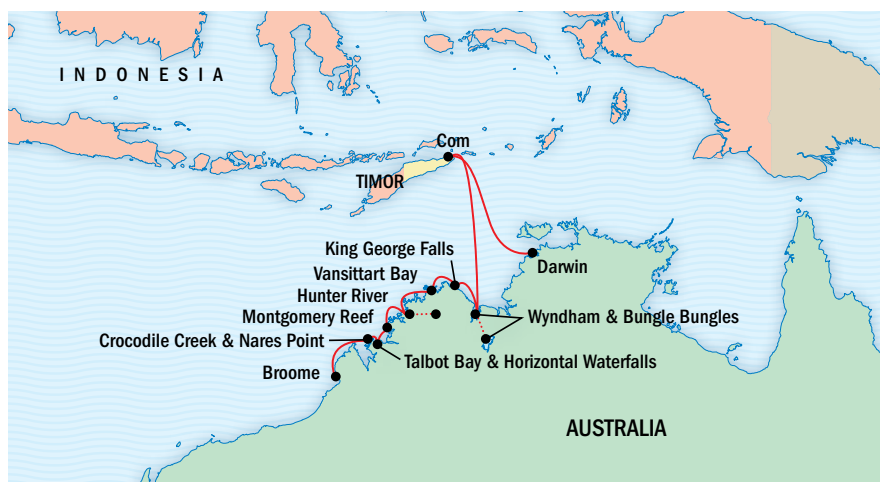 INDONESIA
Com
TIMOR
King George Falls
Darwin
Vansittart Bay
Hunter River
Montgomery Reef
Wyndham & Bungle Bungles
Crocodile Creek & Nares Point
Talbot Bay & Horizontal Waterfalls
Broome
AUSTRALIA